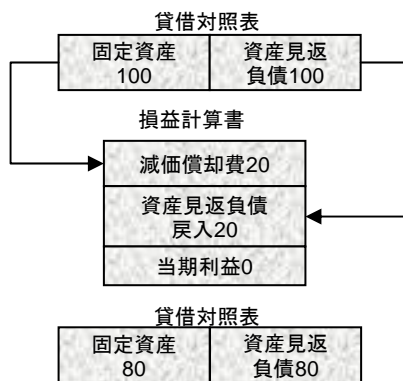 貸借対照表
固定資産 資産見返
100 負債100
損益計算書
減価償却費20
資産見返負債
戻入20
当期利益0
貸借対照表
固定資産 資産見返
80 負債80